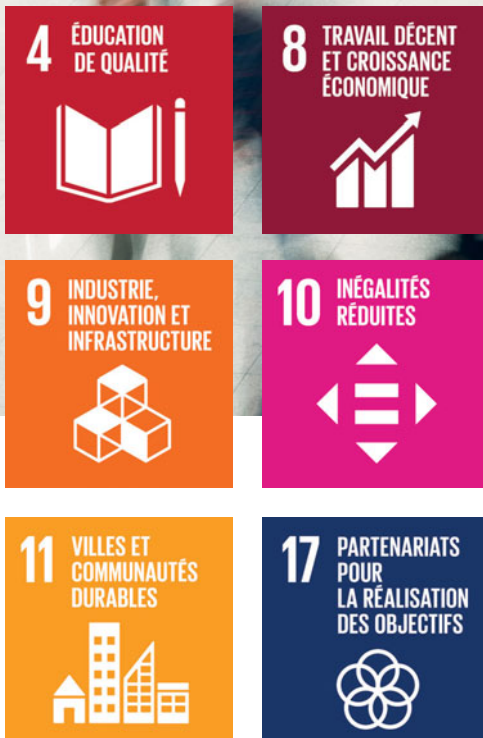 4 ÉDUCATION
DE QUALITÉ
8 TRAVAIL DÉCENT
ET CROISSANCE
ÉCONOMIQUE
9 INDUSTRIE,
INNOVATION ET
INFRASTRUCTURE
10 INÉGALITÉS
RÉDUITES
11 VILLES ET
COMMUNAUTÉS
DURABLES
17 PARTENARIATS
POUR
LA RÉALISATION
DES OBJECTIFS